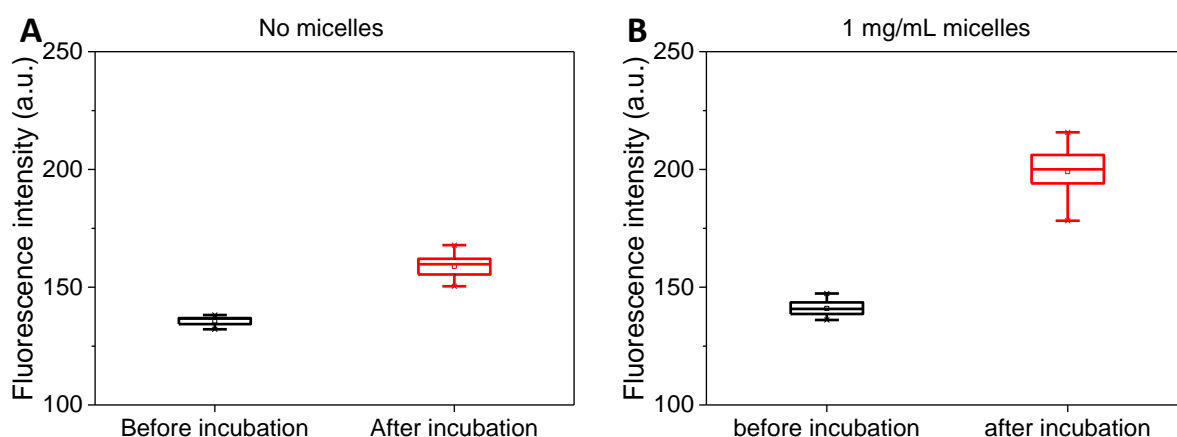 A
No micelles
Fluorescence intensity (a.u.)
250
200
150
100
Before incubation
After incubation
B
1 mg/mL micelles
Fluorescence intensity (a.u.)
250
200
150
100
before incubation
after incubation